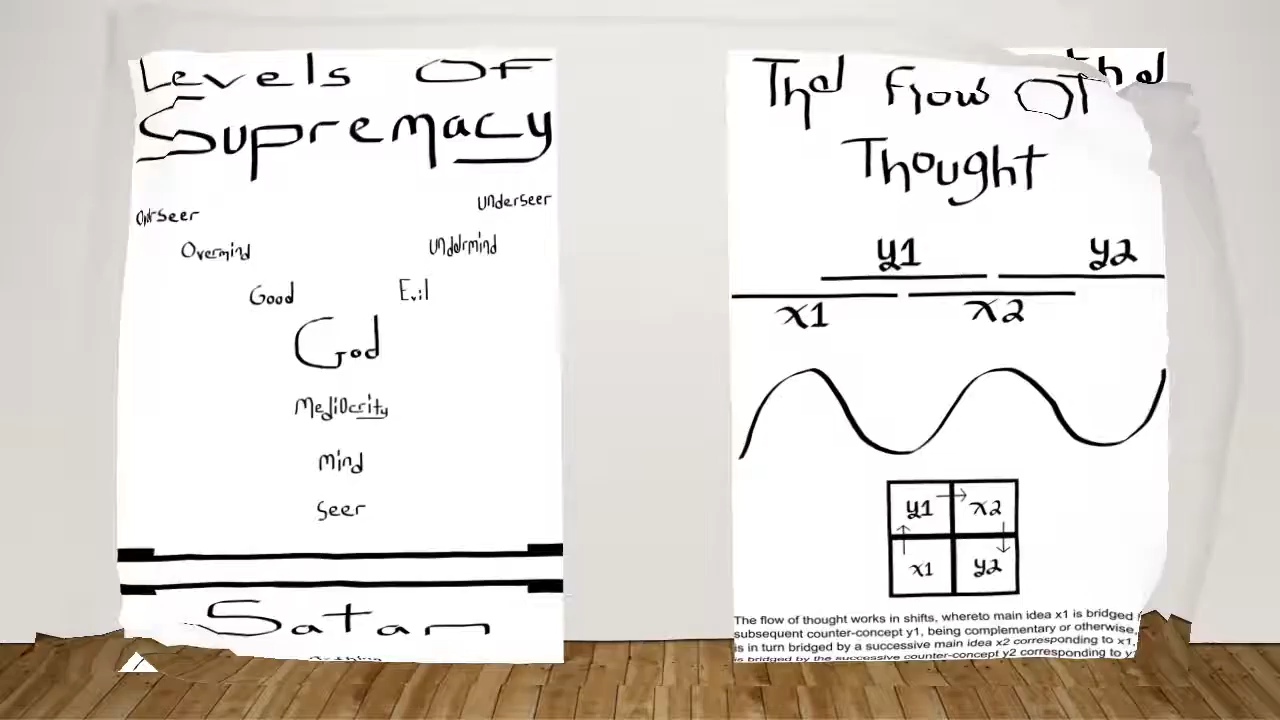 Levels Of
Supremacy
Overseer
Underseer
Overmind
Undermind
Good
Evil
God
Mediocrity
Mind
Seer
Satan
The Flow Of
Thought
y1
y2
x1
x2
y1
x2
x1
y2
The flow of thought works in shifts, whereto main idea x1 is bridged
subsequent counter-concept y1, being complementary or otherwise,
is in turn bridged by a successive main idea x2 corresponding to x1,
is bridged by the successive counter-concept y2 corresponding to